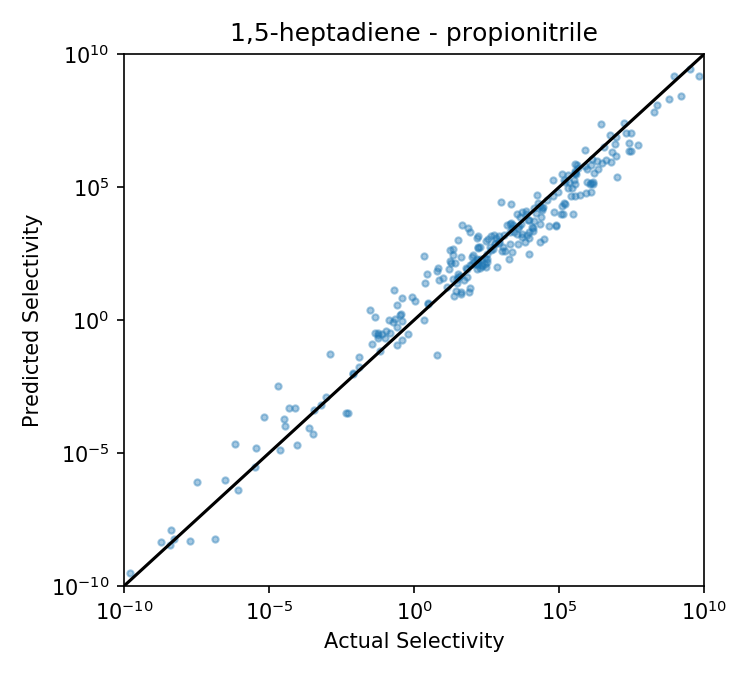 1,5-heptadiene - propionitrile
Predicted Selectivity
10^10
10^5
10^0
10^-5
10^-10
10^-10 10^-5 10^0 10^5 10^10
Actual Selectivity